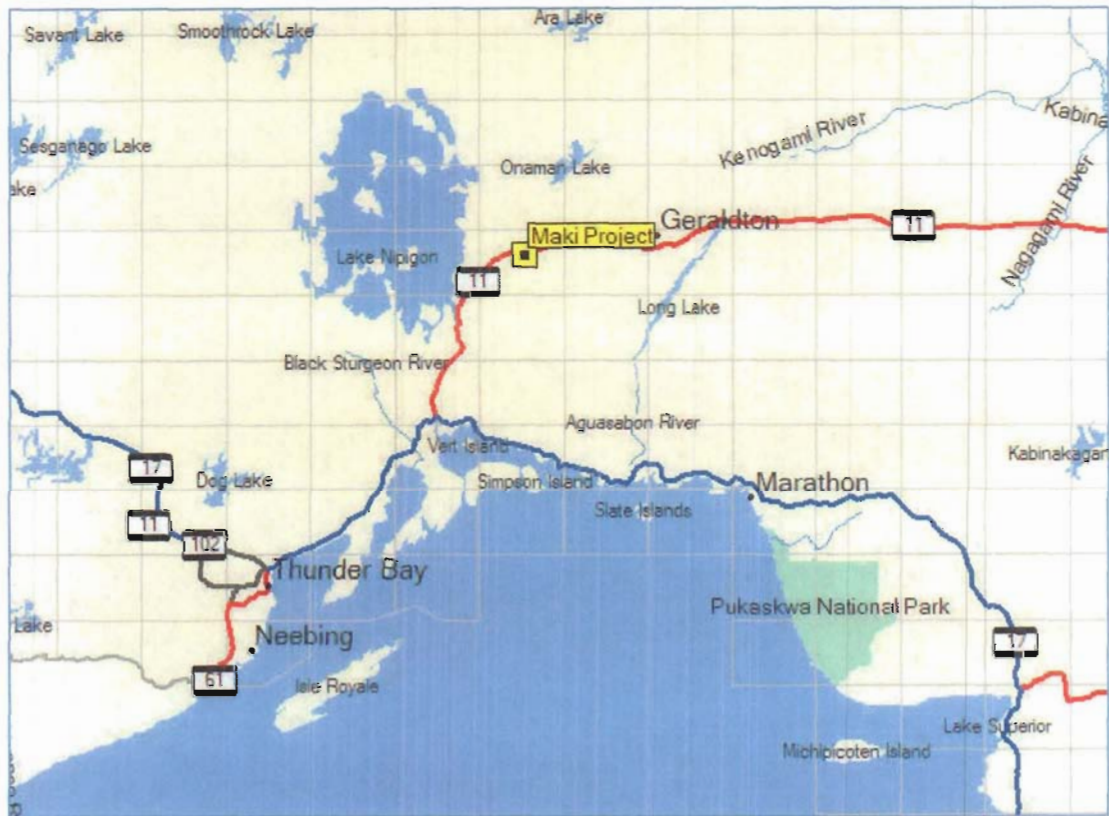 Savant Lake
Smoothrock Lake
Ara Lake
Sesganago Lake
Onaman Lake
Kenogami River
Kabina
ake
Nagagami River
Geraldton
Maki Project
11
Lake Nipigon
11
Long Lake
Black Sturgeon River
Aguasabon River
Vert Island
Kabinakagar
17
Dog Lake
Simpson Island
Marathon
11
Slate Islands
102
Thunder Bay
Pukaskwa National Park
Lake
Neebing
17
61
Isle Royale
Lake Superior
Michipicoten Island